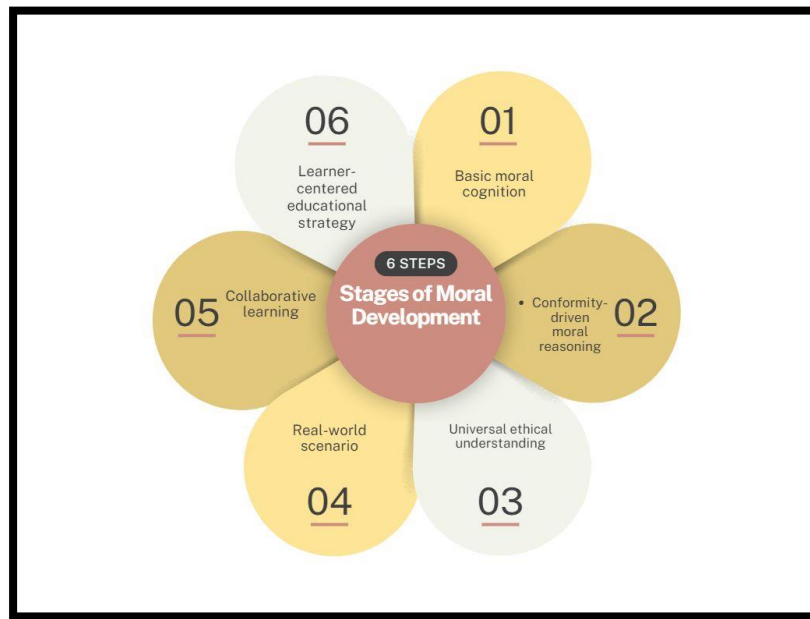 6 STEPS
Stages of Moral
Development
01
Basic moral
cognition
• Conformity-
driven
moral
reasoning
02
Universal ethical
understanding
03
Real-world
scenario
04
05
Collaborative
learning
06
Learner-
centered
educational
strategy